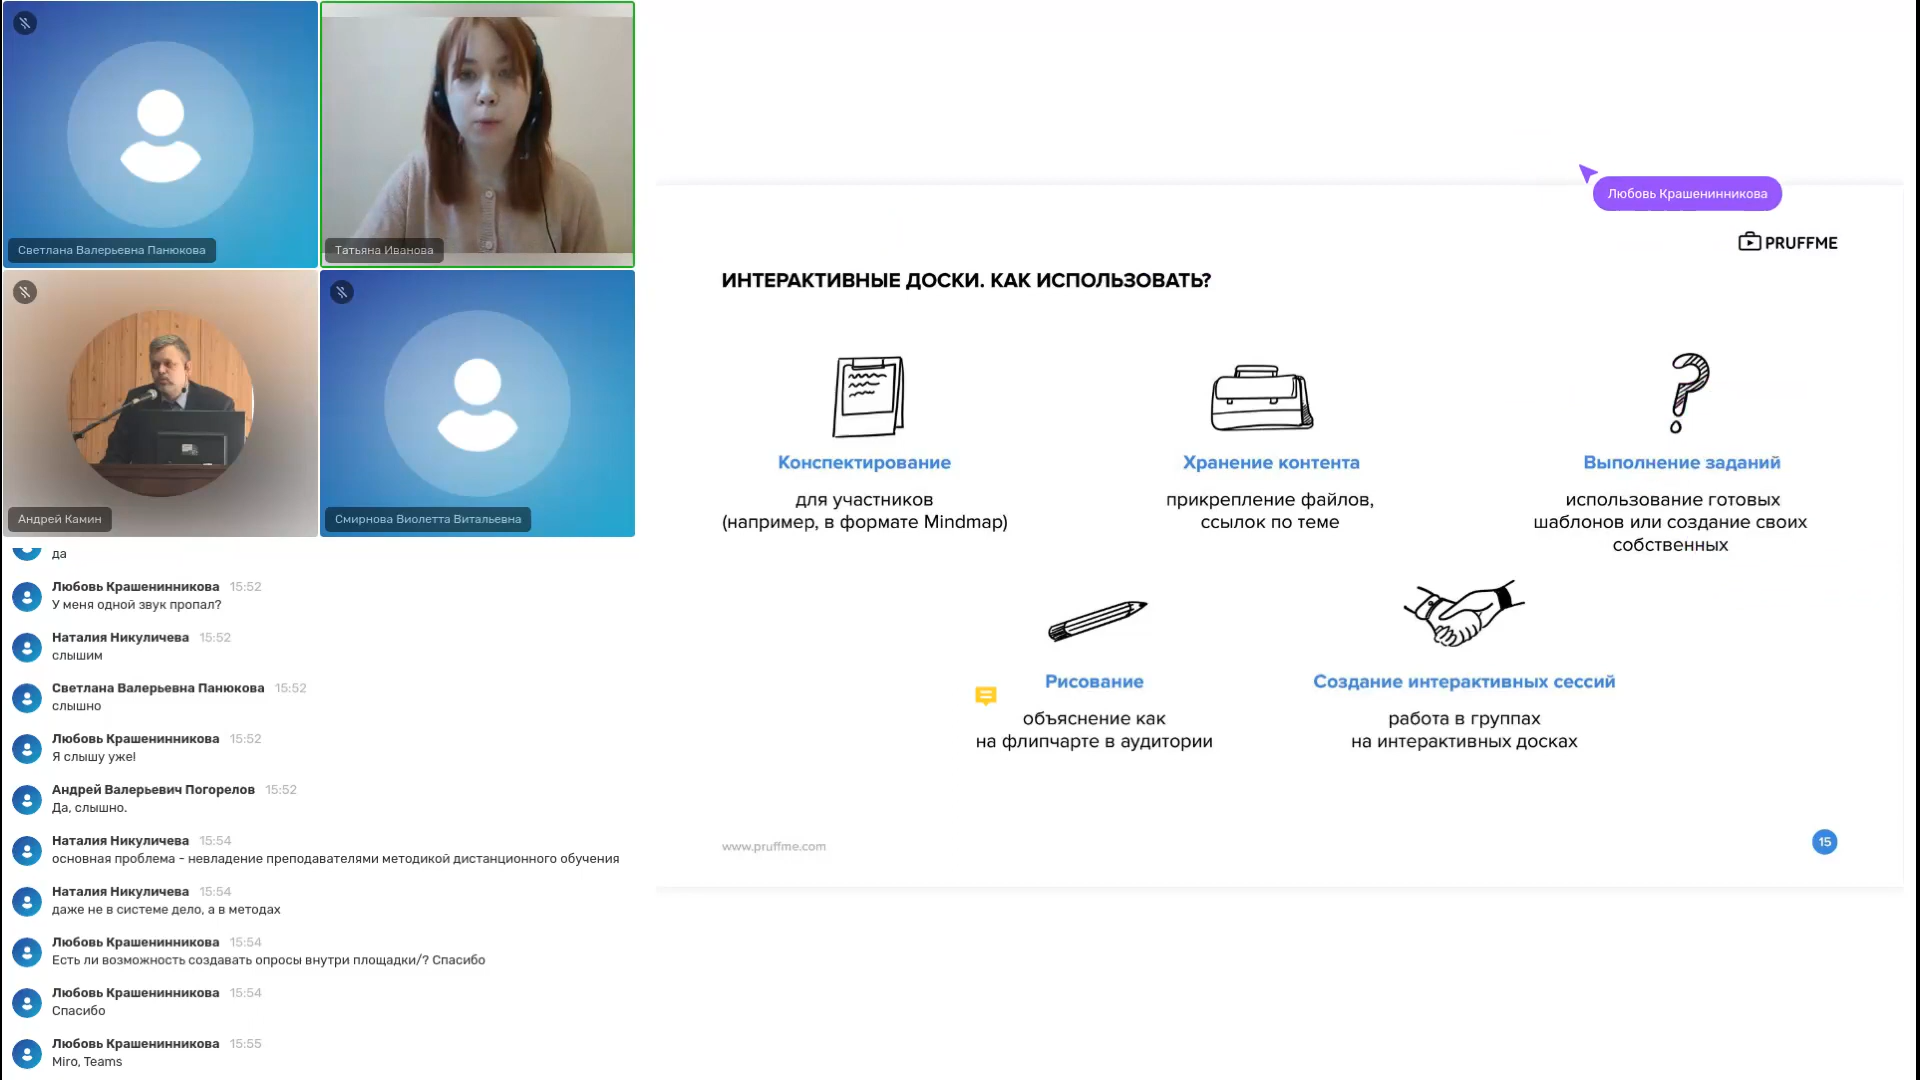 Светлана Валерьевна Панюкова
Татьяна Иванова
Андрей Камин
Смирнова Виолетта Витальевна
да
Любовь Крашенинникова 15:52
У меня одной звук пропал?
Наталия Никуличева 15:52
слышим
Светлана Валерьевна Панюкова 15:52
слышно
Любовь Крашенинникова 15:52
Я слышу уже!
Андрей Валерьевич Погорелов 15:52
Да, слышно.
Наталия Никуличева 15:54
основная проблема - невладение преподавателями методикой дистанционного обучения
Наталия Никуличева 15:54
даже не в системе дело, а в методах
Любовь Крашенинникова 15:54
Есть ли возможность создавать опросы внутри площадки/? Спасибо
Любовь Крашенинникова 15:54
Спасибо
Любовь Крашенинникова 15:55
Miro, Teams
Любовь Крашенинникова
PRUFFME
ИНТЕРАКТИВНЫЕ ДОСКИ. КАК ИСПОЛЬЗОВАТЬ?
Конспектирование
для участников
(например, в формате Mindmap)
Хранение контента
прикрепление файлов,
ссылок по теме
Выполнение заданий
использование готовых
шаблонов или создание своих
собственных
Рисование
объяснение как
на флипчарте в аудитории
Создание интерактивных сессий
работа в группах
на интерактивных досках
www.pruffme.com
15